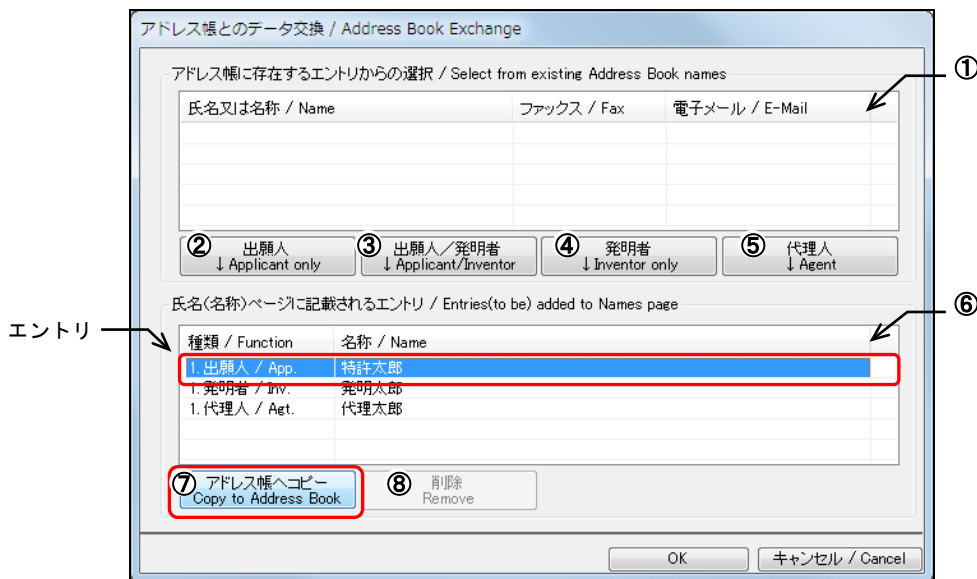 アドレス帳とのデータ交換 / Address Book Exchange
アドレス帳に存在するエントリからの選択 / Select from existing Address Book names
①
氏名又は名称 / Name ファックス / Fax 電子メール / E-Mail
② 出願人
↓Applicant only
③ 出願人／発明者
↓Applicant/Inventor
④ 発明者
↓Inventor only
⑤ 代理人
↓Agent
氏名(名称)ページに記載されるエントリ / Entries(to be) added to Names page
⑥
エントリ
種類 / Function 名称 / Name
1.出願人 / App. 特許太郎
1.発明者 / Inv. 発明太郎
1.代理人 / Agt. 代理太郎
⑦ アドレス帳へコピー
Copy to Address Book
⑧ 削除
Remove
OK キャンセル / Cancel